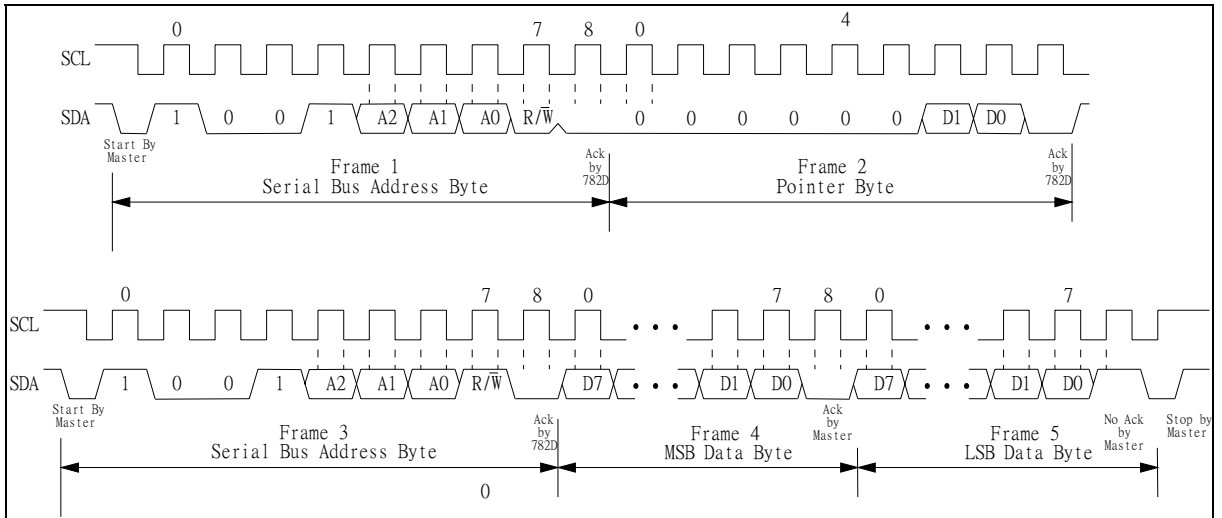 0 7 8 0 4
SCL
SDA 1 0 0 1 A2 A1 A0 R/W̅ 0 0 0 0 0 0 D1 D0
Start By
Master
Frame 1
Serial Bus Address Byte
Ack
by
782D
Frame 2
Pointer Byte
Ack
by
782D
0 7 8 0 7 8 0 7
SCL
SDA 1 0 0 1 A2 A1 A0 R/W̅ D7 D1 D0 D7 D1 D0
Start By
Master
Frame 3
Serial Bus Address Byte
0
Ack
by
782D
Frame 4
MSB Data Byte
Ack
by
Master
Frame 5
LSB Data Byte
No Ack
by
Master
Stop by
Master